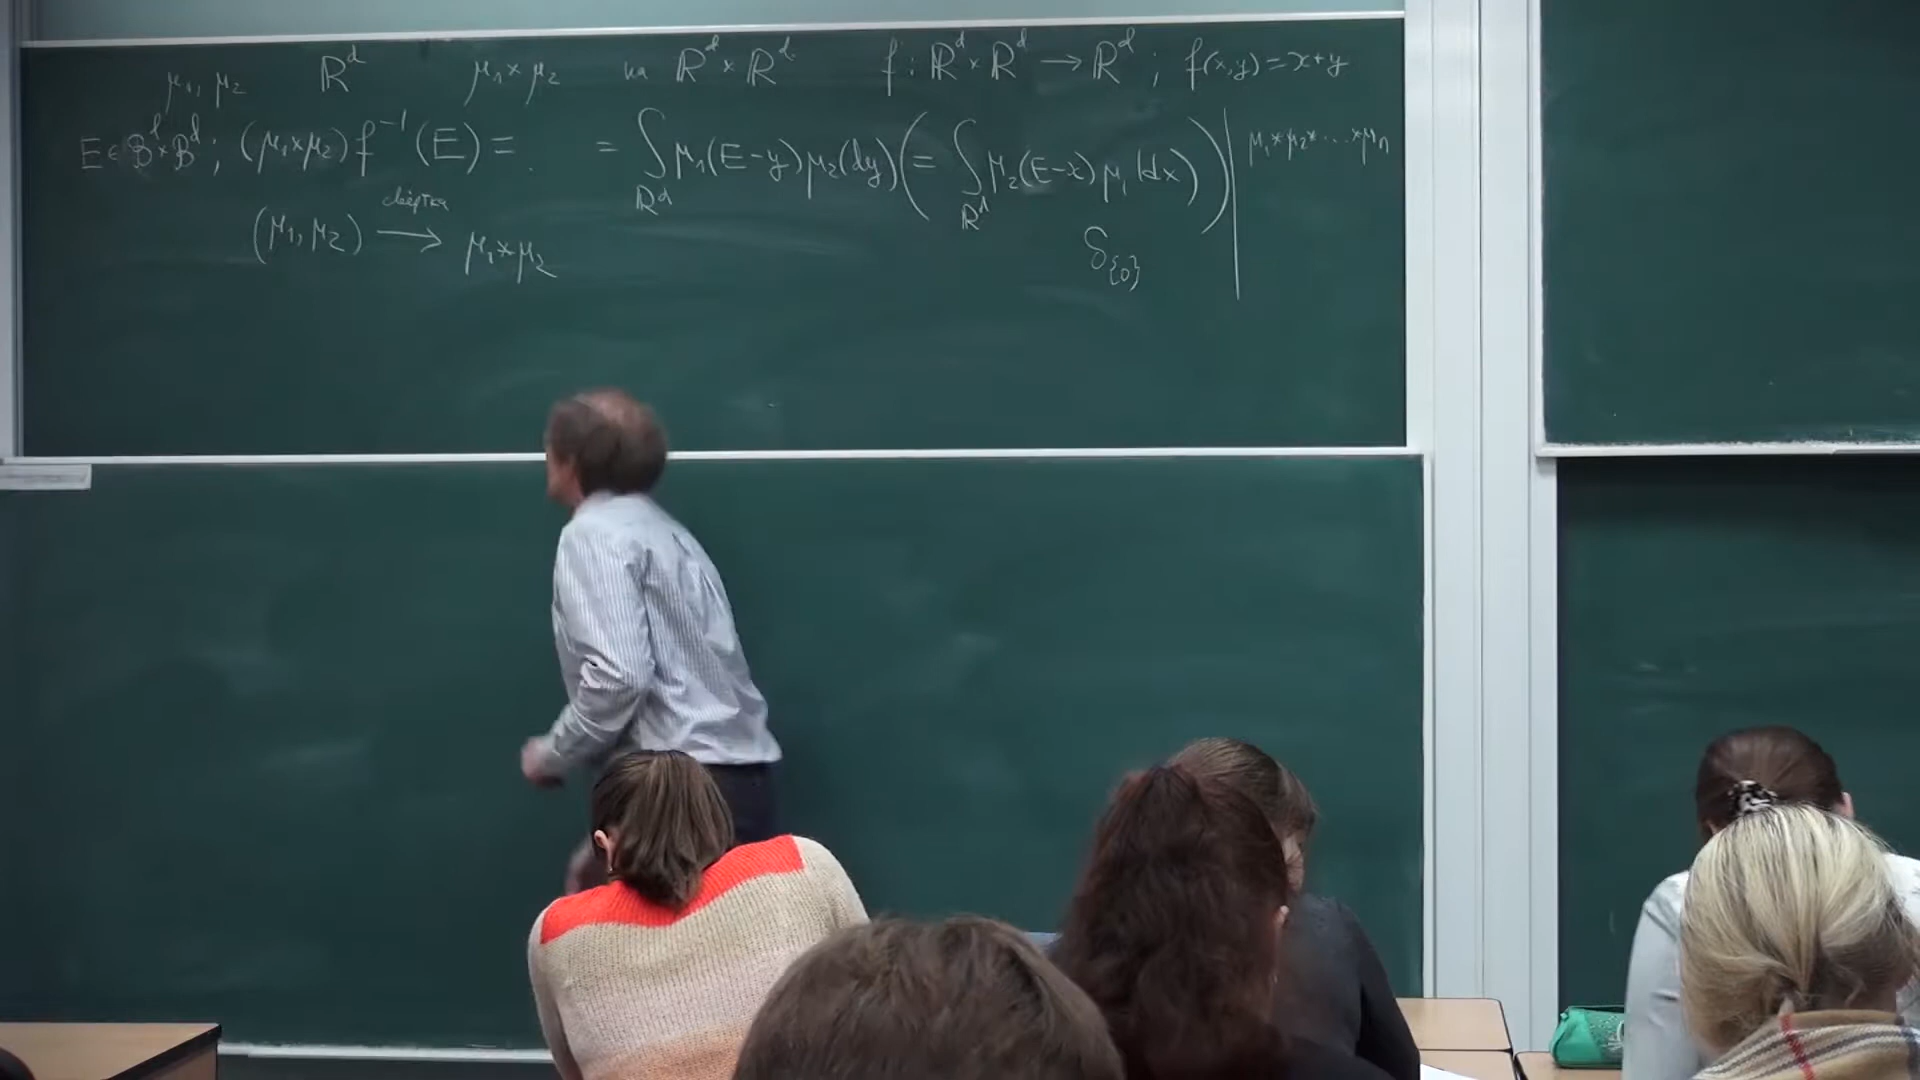 μ₁, μ₂ ℝᵈ μ₁×μ₂ на ℝᵈ×ℝᵈ f: ℝᵈ×ℝᵈ → ℝᵈ; f(x,y)=x+y
E∈𝓑ᵈ×𝓑ᵈ; (μ₁×μ₂)f⁻¹(E)= = ∫_{ℝᵈ} μ₁(E−y)μ₂(dy) (= ∫_{ℝᵈ} μ₂(E−x)μ₁(dx)) | μ₁*μ₂*...*μₙ
свёртка
(μ₁,μ₂) → μ₁*μ₂ δ_{{0}}